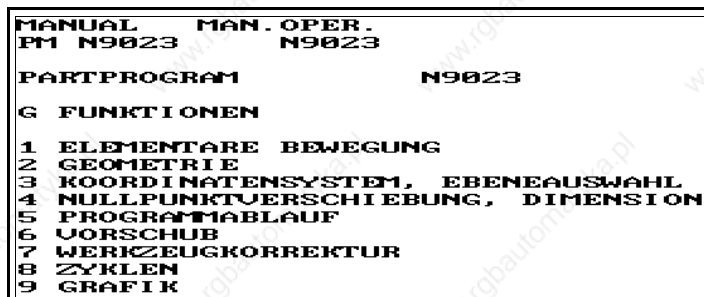 MANUAL MAN.OPER.
PM N9023 N9023
PARTPROGRAM N9023
G FUNKTIONEN
1 ELEMENTARE BEWEGUNG
2 GEOMETRIE
3 KOORDINATENSYSTEM, EBENEAUSWAHL
4 NULLPUNKTVERSCHIEBUNG, DIMENSION
5 PROGRAMMABLAUF
6 VORSCHUB
7 WERKZEUGKORREKTUR
8 ZYKLEN
9 GRAFIK